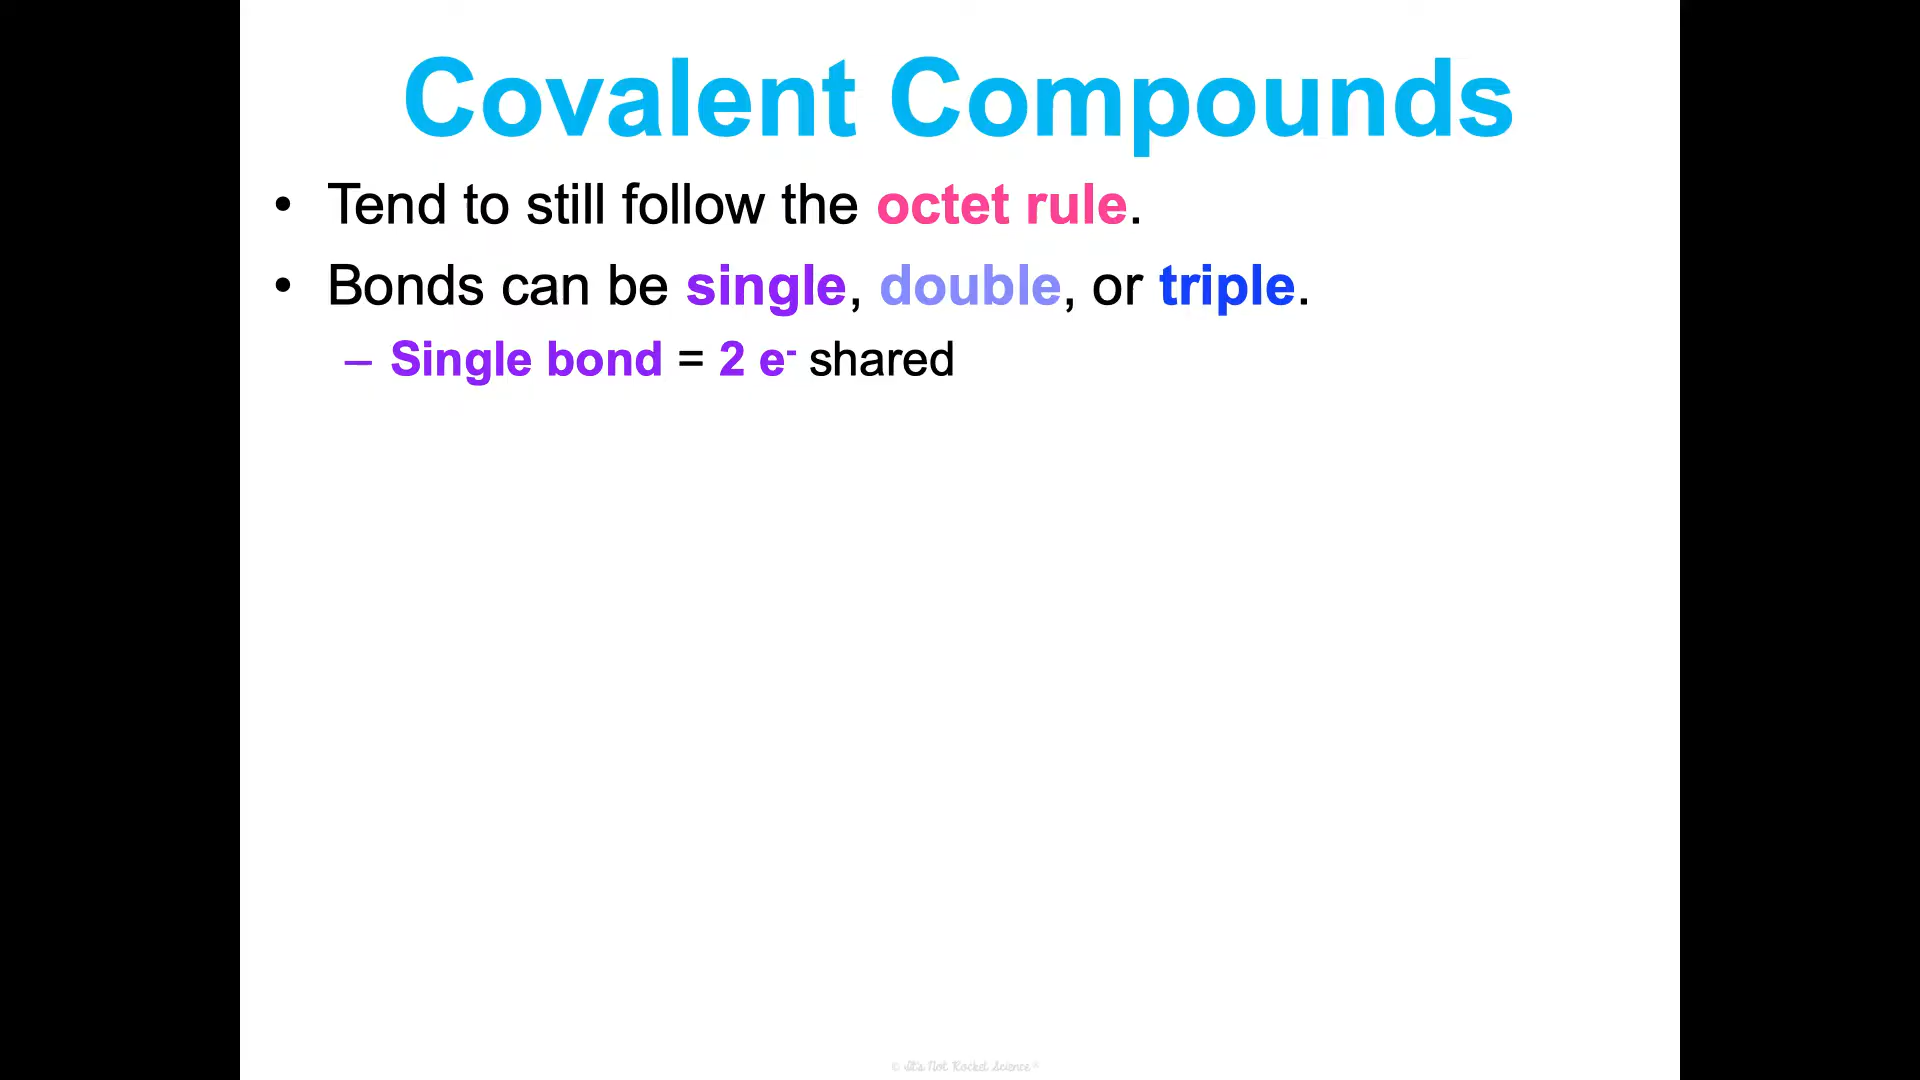 Covalent Compounds
• Tend to still follow the octet rule.
• Bonds can be single, double, or triple.
– Single bond = 2 e- shared
© It's Not Rocket Science®